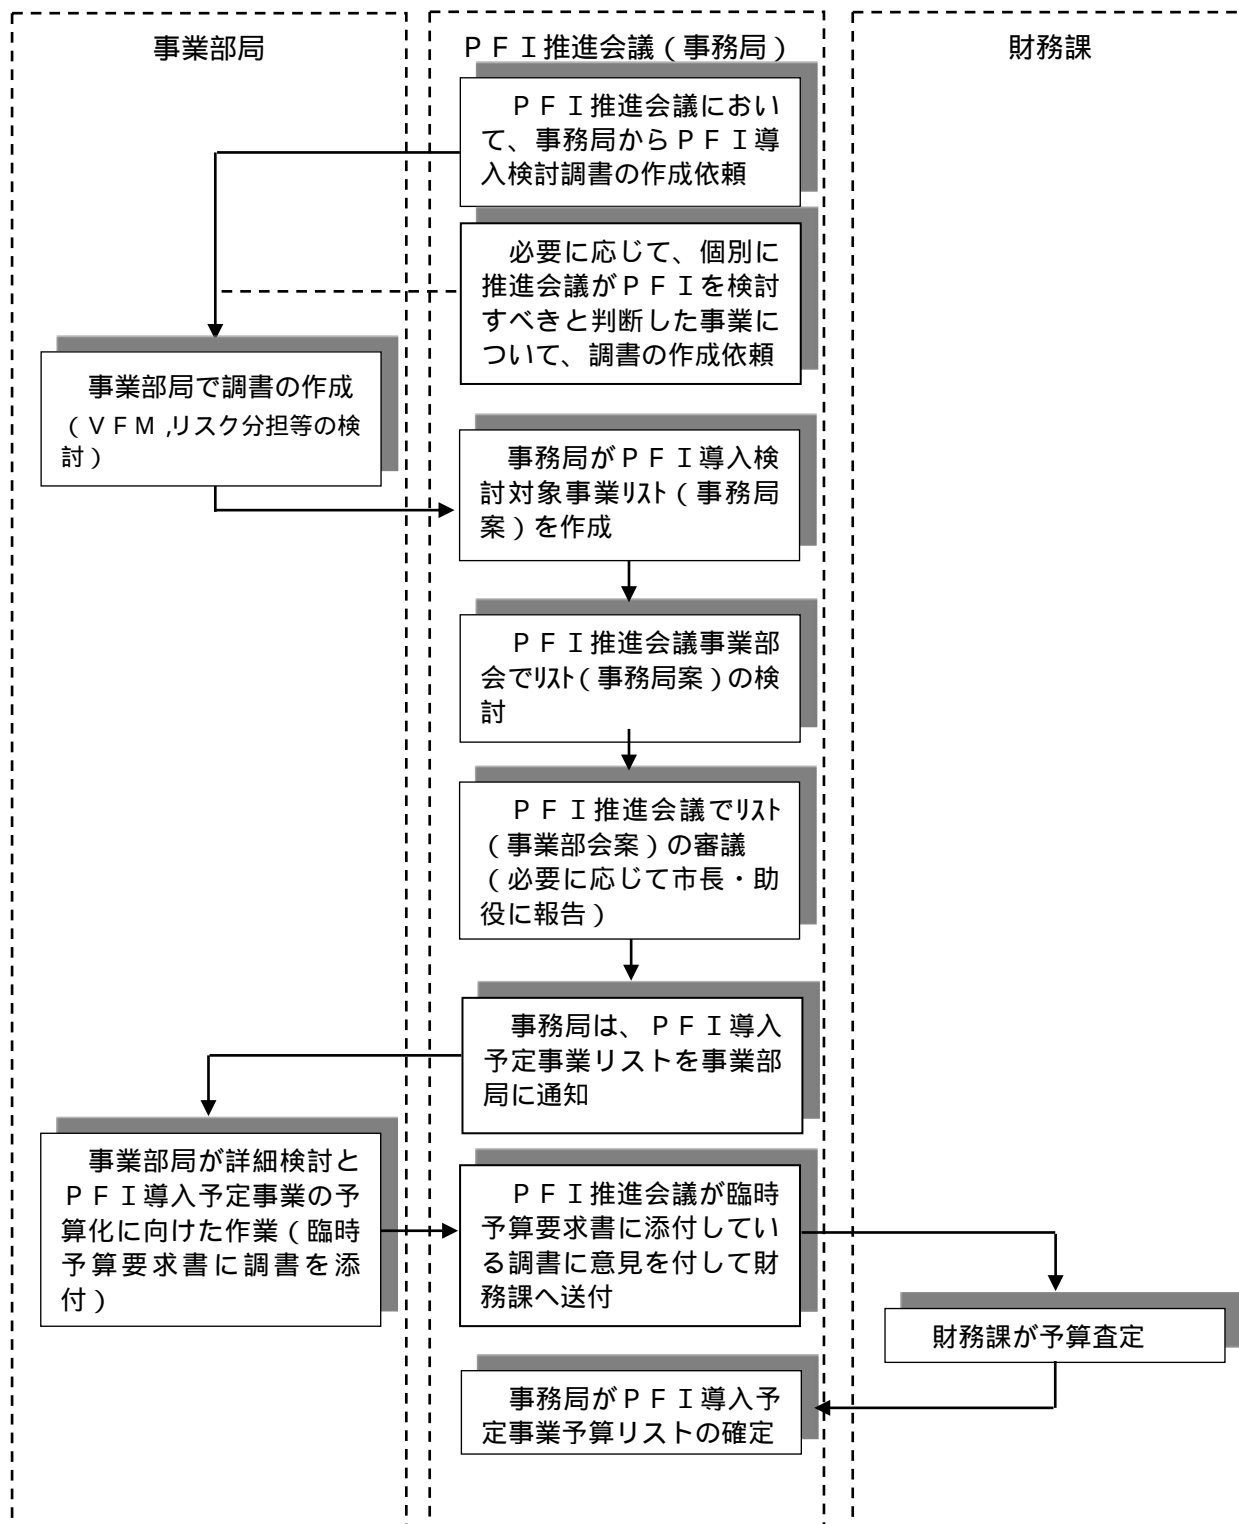 事業部局
ＰＦＩ推進会議（事務局）
財務課
ＰＦＩ推進会議におい
て、事務局からＰＦＩ導
入検討調書の作成依頼
必要に応じて、個別に
推進会議がＰＦＩを検討
すべきと判断した事業に
ついて、調書の作成依頼
事業部局で調書の作成
（ＶＦＭ,リスク分担等の検
討）
事務局がＰＦＩ導入検
討対象事業ﾘｽﾄ（事務局
案）を作成
ＰＦＩ推進会議事業部
会でﾘｽﾄ（事務局案）の検
討
ＰＦＩ推進会議でﾘｽﾄ
（事業部会案）の審議
（必要に応じて市長・助
役に報告）
事務局は、ＰＦＩ導入
予定事業リストを事業部
局に通知
事業部局が詳細検討と
ＰＦＩ導入予定事業の予
算化に向けた作業（臨時
予算要求書に調書を添
付）
ＰＦＩ推進会議が臨時
予算要求書に添付してい
る調書に意見を付して財
務課へ送付
財務課が予算査定
事務局がＰＦＩ導入予
定事業予算リストの確定